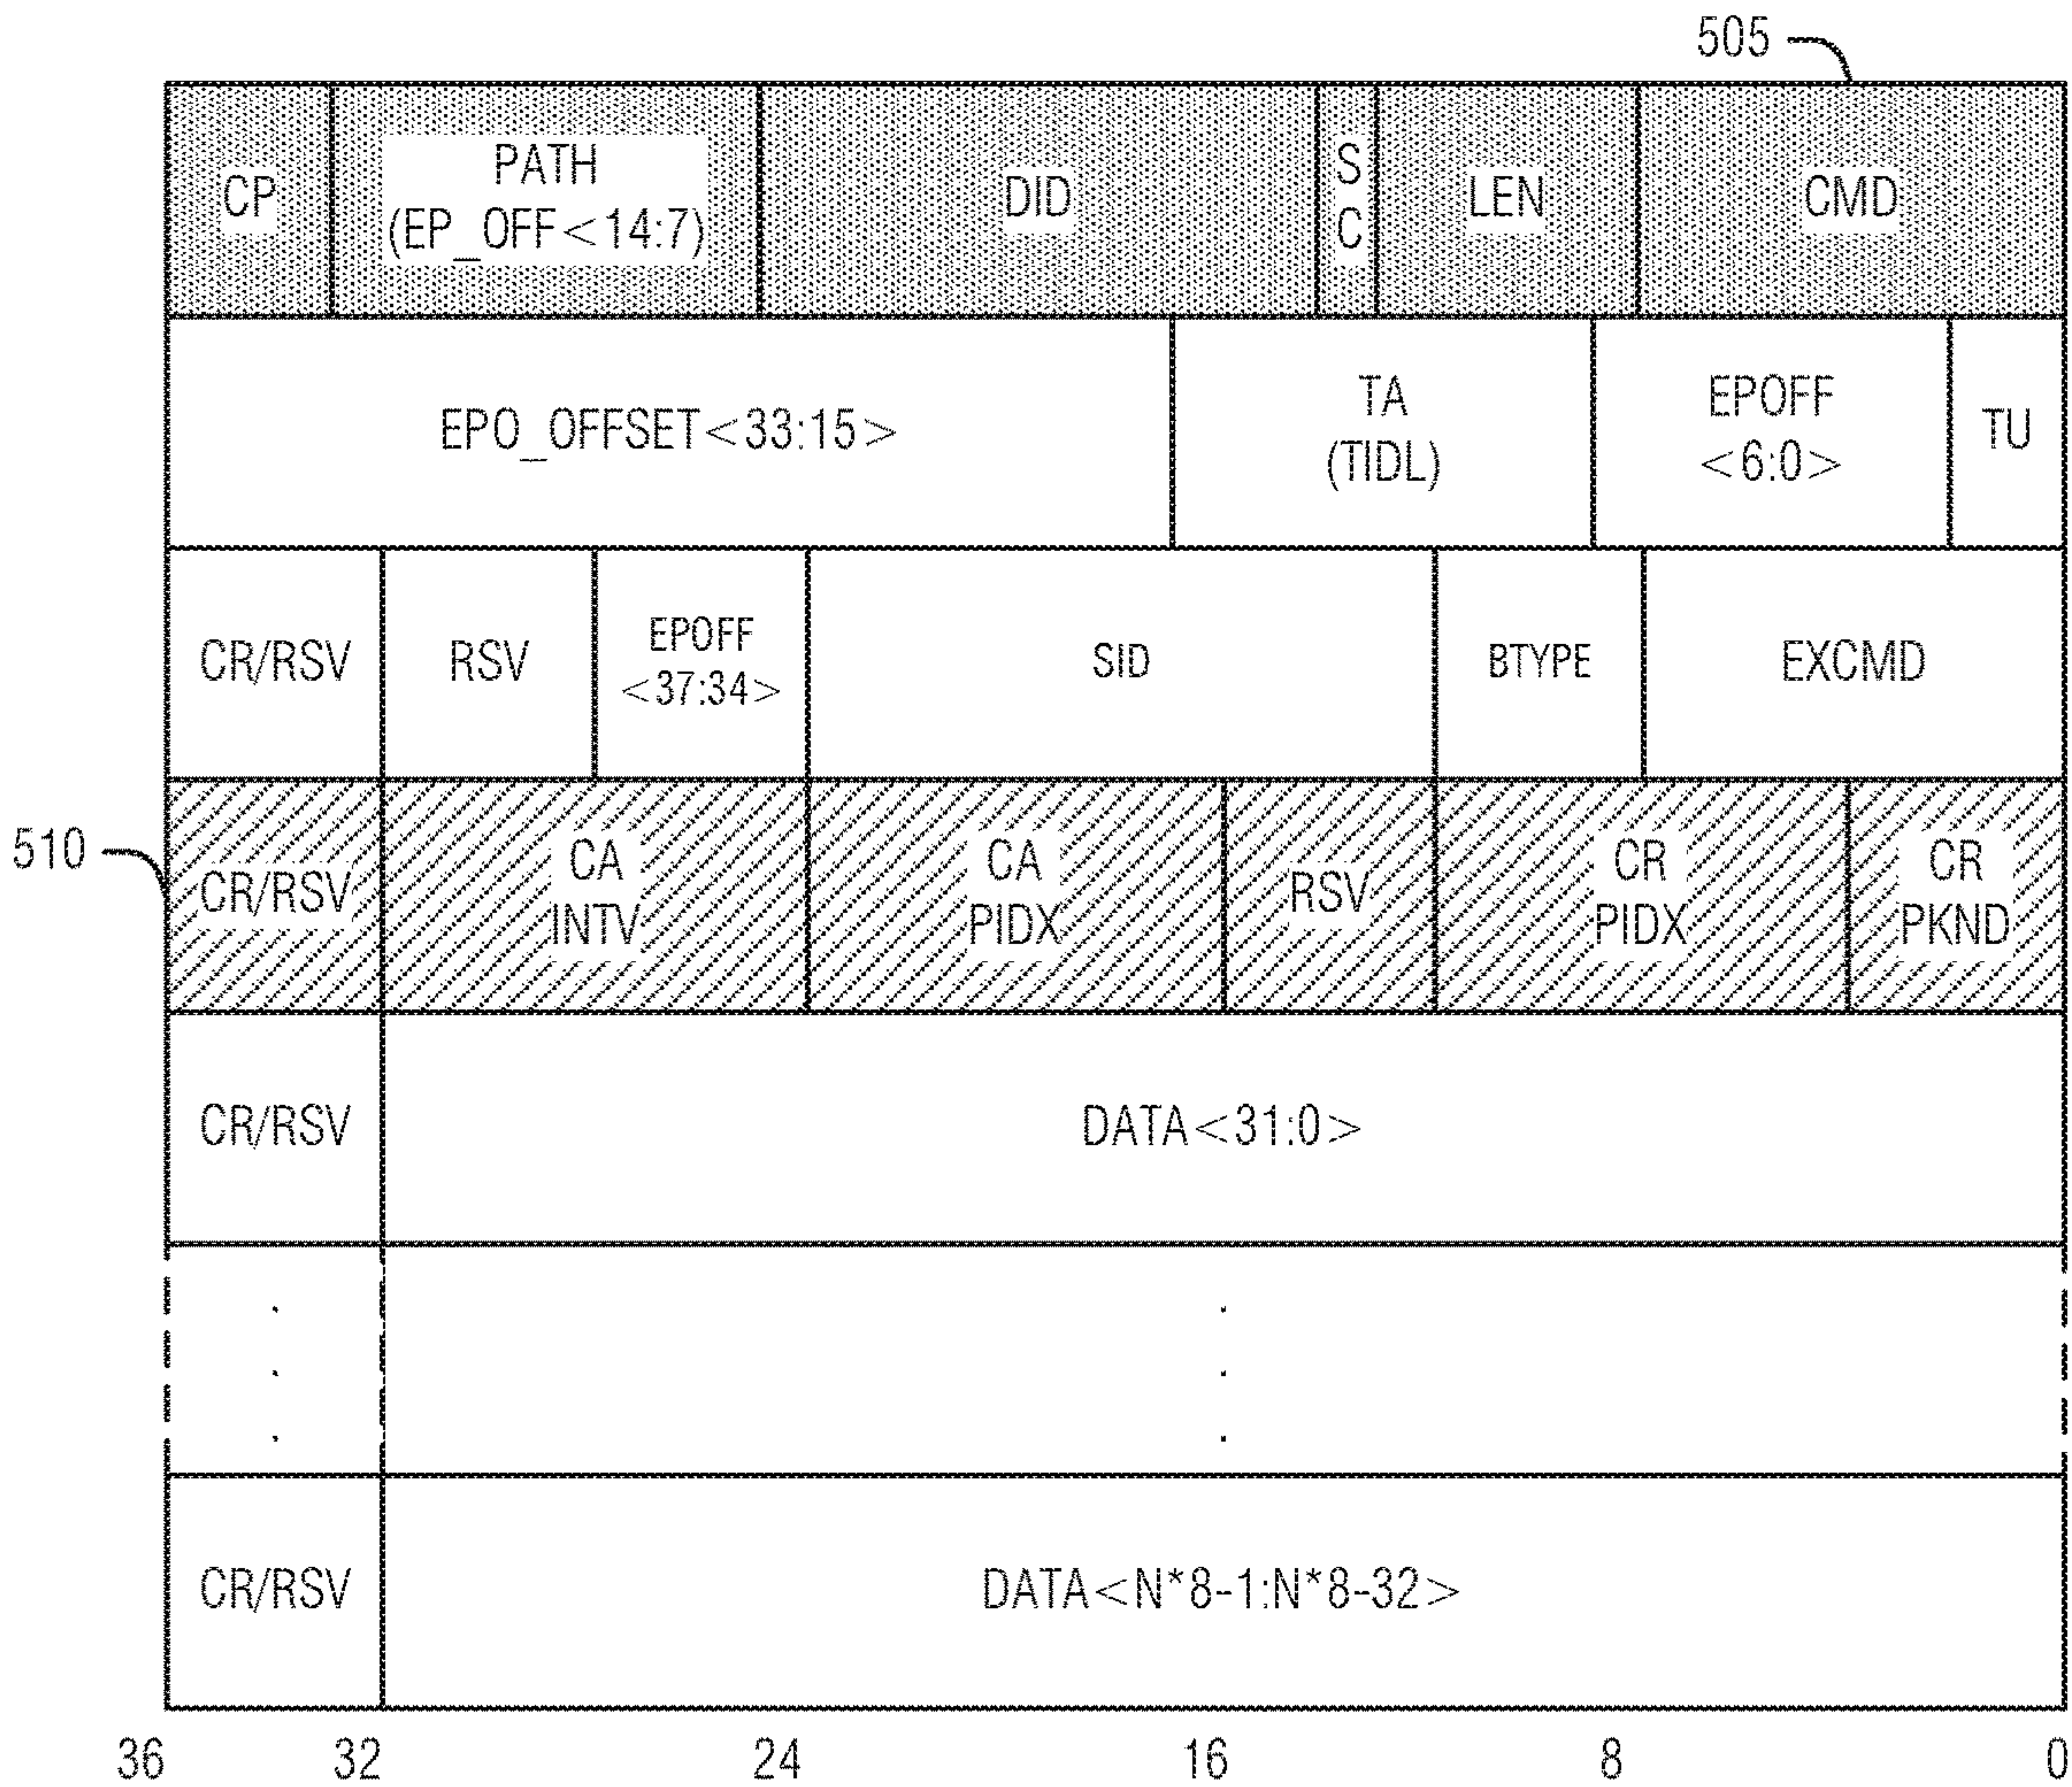 505
CP
PATH
(EP_OFF<14:7)
DID
S
C
LEN
CMD
EPO_OFFSET<33:15>
TA
(TIDL)
EPOFF
<6:0>
TU
CR/RSV
RSV
EPOFF
<37:34>
SID
BTYPE
EXCMD
510
CR/RSV
CA
INTV
CA
PIDX
RSV
CR
PIDX
CR
PKND
CR/RSV
DATA<31:0>
CR/RSV
DATA<N*8-1:N*8-32>
36 32 24 16 8 0